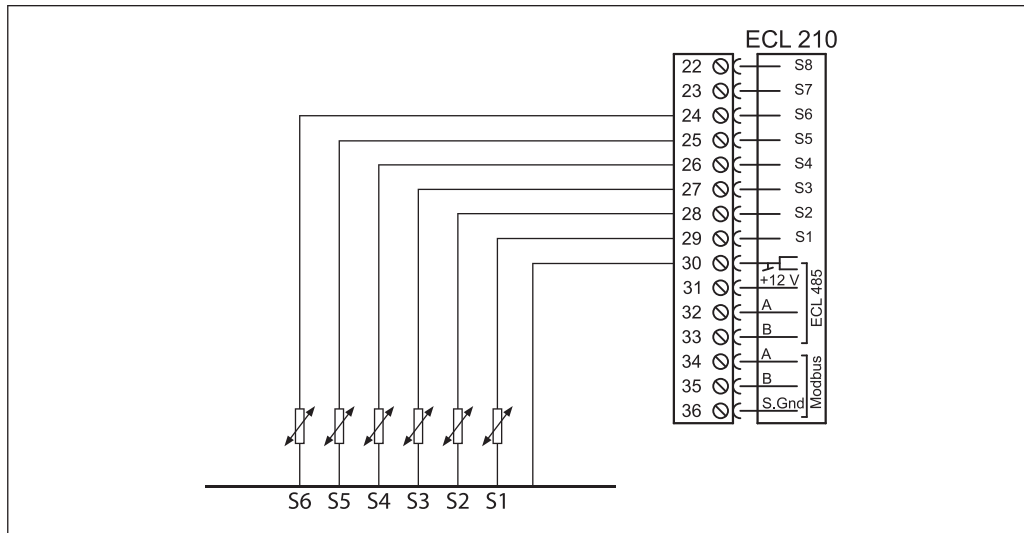 ECL 210
22 S8
23 S7
24 S6
25 S5
26 S4
27 S3
28 S2
29 S1
30
31 +12 V
32 A
33 B
ECL 485
34 A
35 B
36 S.Gnd
Modbus
S6 S5 S4 S3 S2 S1